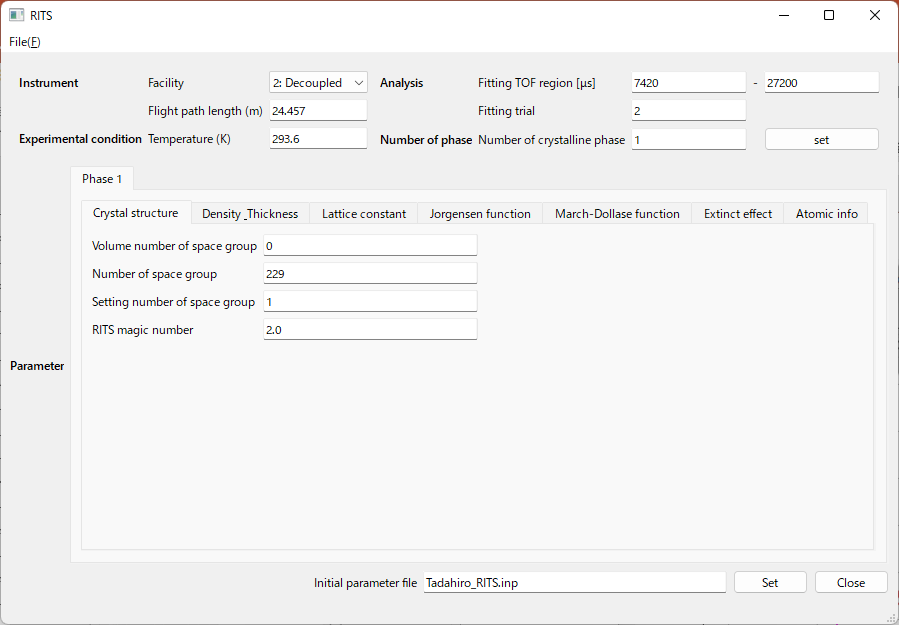 RITS
File(F)
Instrument Facility 2: Decoupled Analysis Fitting TOF region [μs] 7420 - 27200
Flight path length (m) 24.457 Fitting trial 2
Experimental condition Temperature (K) 293.6 Number of phase Number of crystalline phase 1 set
Phase 1
Crystal structure Density _Thickness Lattice constant Jorgensen function March-Dollase function Extinct effect Atomic info
Volume number of space group 0
Number of space group 229
Setting number of space group 1
RITS magic number 2.0
Parameter
Initial parameter file Tadahiro_RITS.inp Set Close